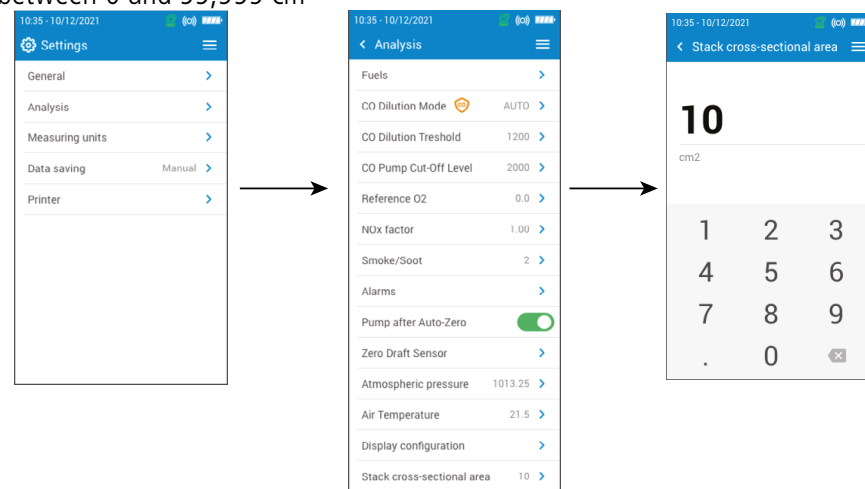 between 0 and 99,999 cm
10:35 - 10/12/2021
Settings
General
Analysis
Measuring units
Data saving Manual
Printer
10:35 - 10/12/2021
Analysis
Fuels
CO Dilution Mode CO AUTO
CO Dilution Treshold 1200
CO Pump Cut-Off Level 2000
Reference O2 0.0
NOx factor 1.00
Smoke/Soot 2
Alarms
Pump after Auto-Zero
Zero Draft Sensor
Atmospheric pressure 1013.25
Air Temperature 21.5
Display configuration
Stack cross-sectional area 10
10:35 - 10/12/2021
Stack cross-sectional area
10
cm2
1 2 3
4 5 6
7 8 9
. 0